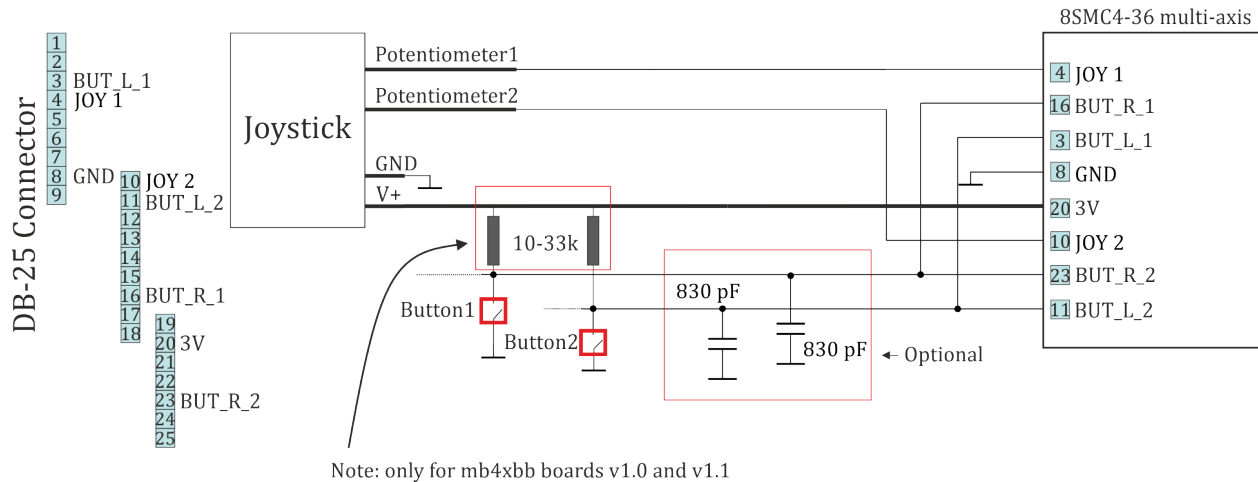 8SMC4-36 multi-axis
DB-25 Connector
1
2
3 BUT_L_1
4 JOY 1
5
6
7
8 GND
9
10 JOY 2
11 BUT_L_2
12
13
14
15
16 BUT_R_1
17
18
19
20 3V
21
22
23 BUT_R_2
24
25
Joystick
Potentiometer1
Potentiometer2
GND
V+
10-33k
Button1
Button2
830 pF
830 pF
Optional
4 JOY 1
16 BUT_R_1
3 BUT_L_1
8 GND
20 3V
10 JOY 2
23 BUT_R_2
11 BUT_L_2
Note: only for mb4xbb boards v1.0 and v1.1